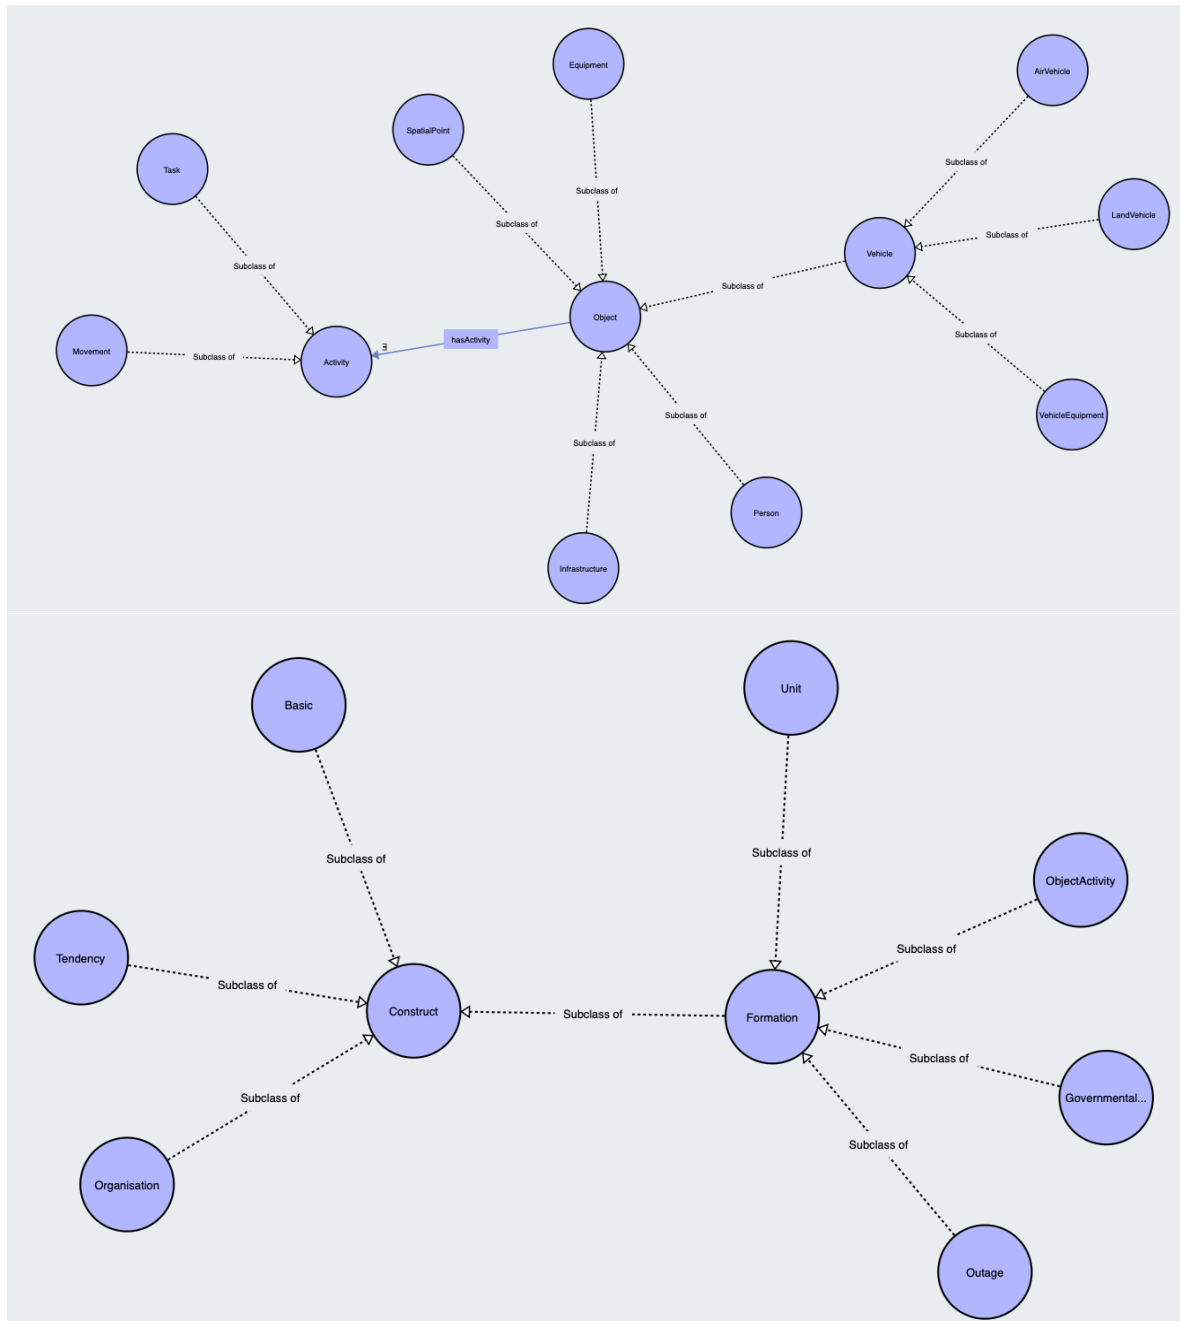 Equipment
AirVehicle
SpatialPoint
Task
Subclass of
Subclass of
LandVehicle
Subclass of
Subclass of
Vehicle
Subclass of
Subclass of
Object
∃
hasActivity
Subclass of
Movement
Subclass of
Activity
VehicleEquipment
Subclass of
Subclass of
Person
Infrastructure
Unit
Basic
Subclass of
Subclass of
ObjectActivity
Subclass of
Tendency
Subclass of
Construct
Subclass of
Formation
Subclass of
Governmental...
Subclass of
Subclass of
Organisation
Outage